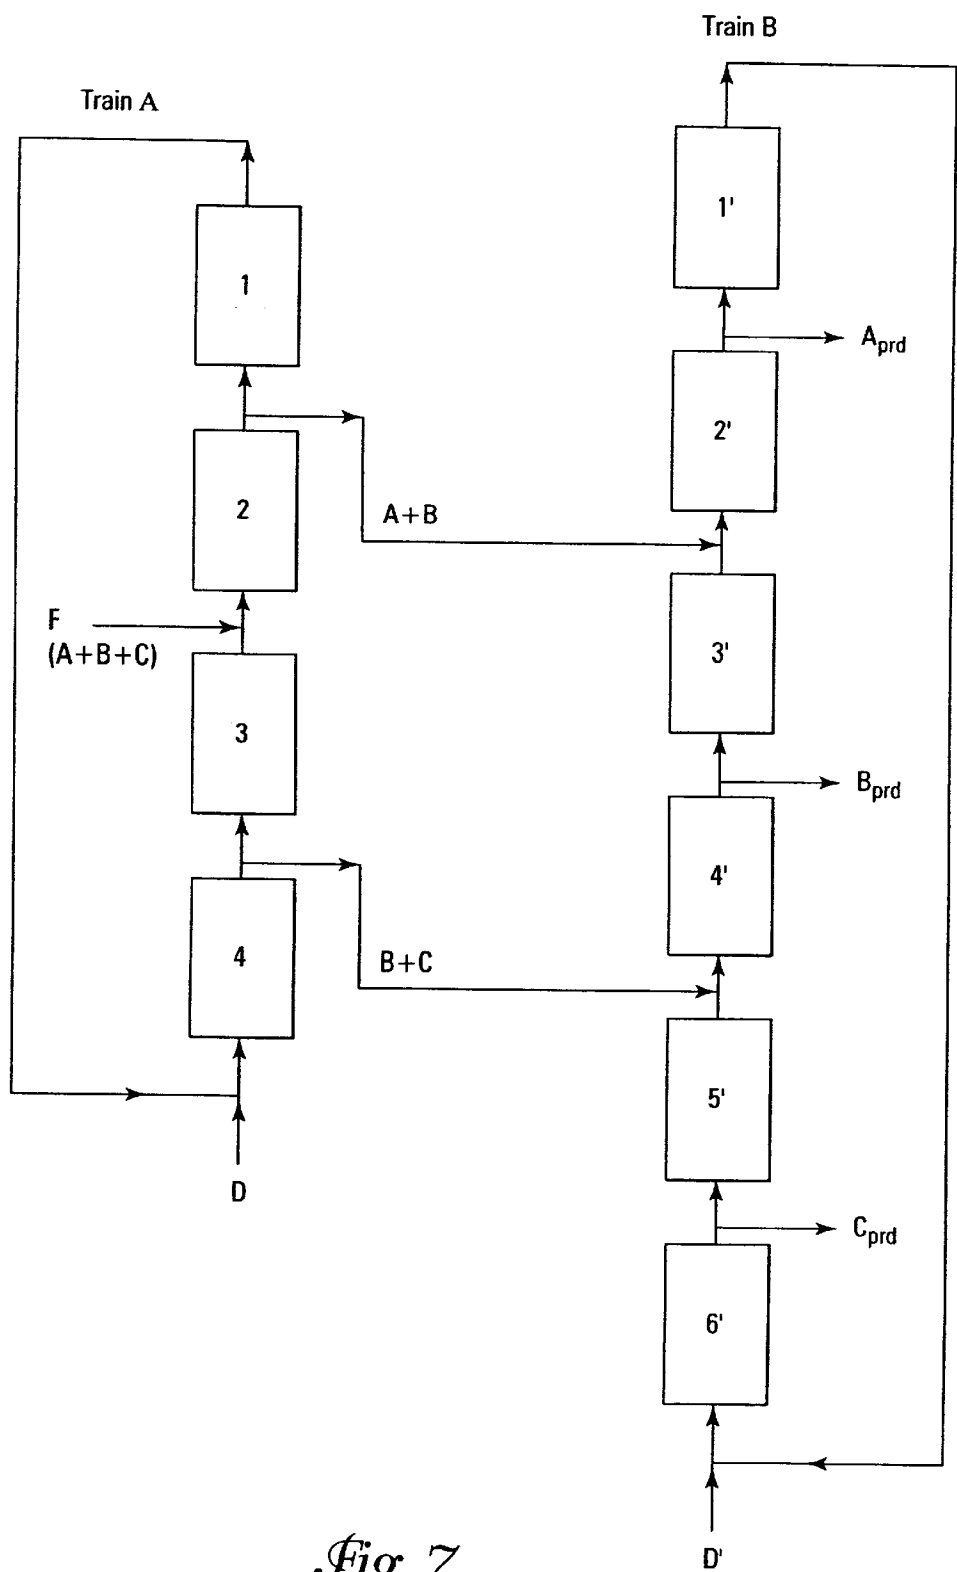 Train B
Train A
1'
1
A_prd
2'
2
A+B
F
(A+B+C)
3'
3
B_prd
4'
4
B+C
5'
D
C_prd
6'
D'
Fig. 7